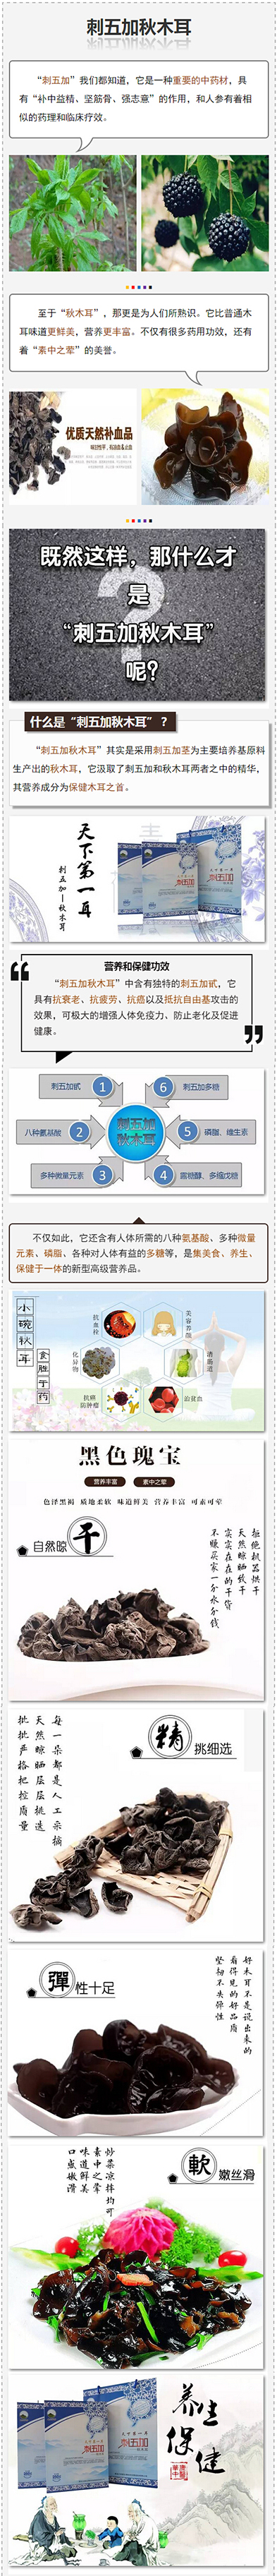 刺五加秋木耳
“刺五加”我们都知道，它是一种重要的中药材，具
有“补中益精、坚筋骨、强志意”的作用，和人参有着相
似的药理和临床疗效。
至于“秋木耳”，那更是为人们所熟识。它比普通木
耳味道更鲜美，营养更丰富。不仅有很多药用功效，还有
着“素中之荤”的美誉。
优质天然补血品
既然这样，那什么才
是
“刺五加秋木耳”
呢？
什么是“刺五加秋木耳”？
“刺五加秋木耳”其实是采用刺五加茎为主要培养基原料
生产出的秋木耳，它汲取了刺五加和秋木耳两者之中的精华，
其营养成分为保健木耳之首。
天下第一耳
刺五加—秋木耳
刺五加
营养和保健功效
“刺五加秋木耳”中含有独特的刺五加甙，它
具有抗衰老、抗疲劳、抗癌以及抵抗自由基攻击的
效果，可极大的增强人体免疫力、防止老化及促进
健康。
刺五加甙 1
6 刺五加多糖
八种氨基酸 2
刺五加
秋木耳
5 磷脂、维生素
多种微量元素 3
4 露糖醇、多缩戊糖
不仅如此，它还含有人体所需的八种氨基酸、多种微量
元素、磷脂、各种对人体有益的多糖等，是集美食、养生、
保健于一体的新型高级营养品。
小碗秋耳
食胜于药
抗血栓
美容养颜
化异物
清肠道
抗癌防肿瘤
治贫血
黑色瑰宝
营养丰富
素中之荤
色泽黑褐 质地柔软 味道鲜美 营养丰富 可素可荤
自然晾干
拒绝机器烘干
天然晾晒放干
实实在在的干货
不赚买家一分水分钱
精挑细选
每一朵都是人工采摘
天然晾晒层层挑选
批批严格把控质量
弹性十足
好木耳不是说出来的
看得见的好品质
坚韧不失弹性
軟嫩丝滑
炒菜凉拌均可
素中之荤
味道鲜美
口感嫩滑
刺五加
养生保健